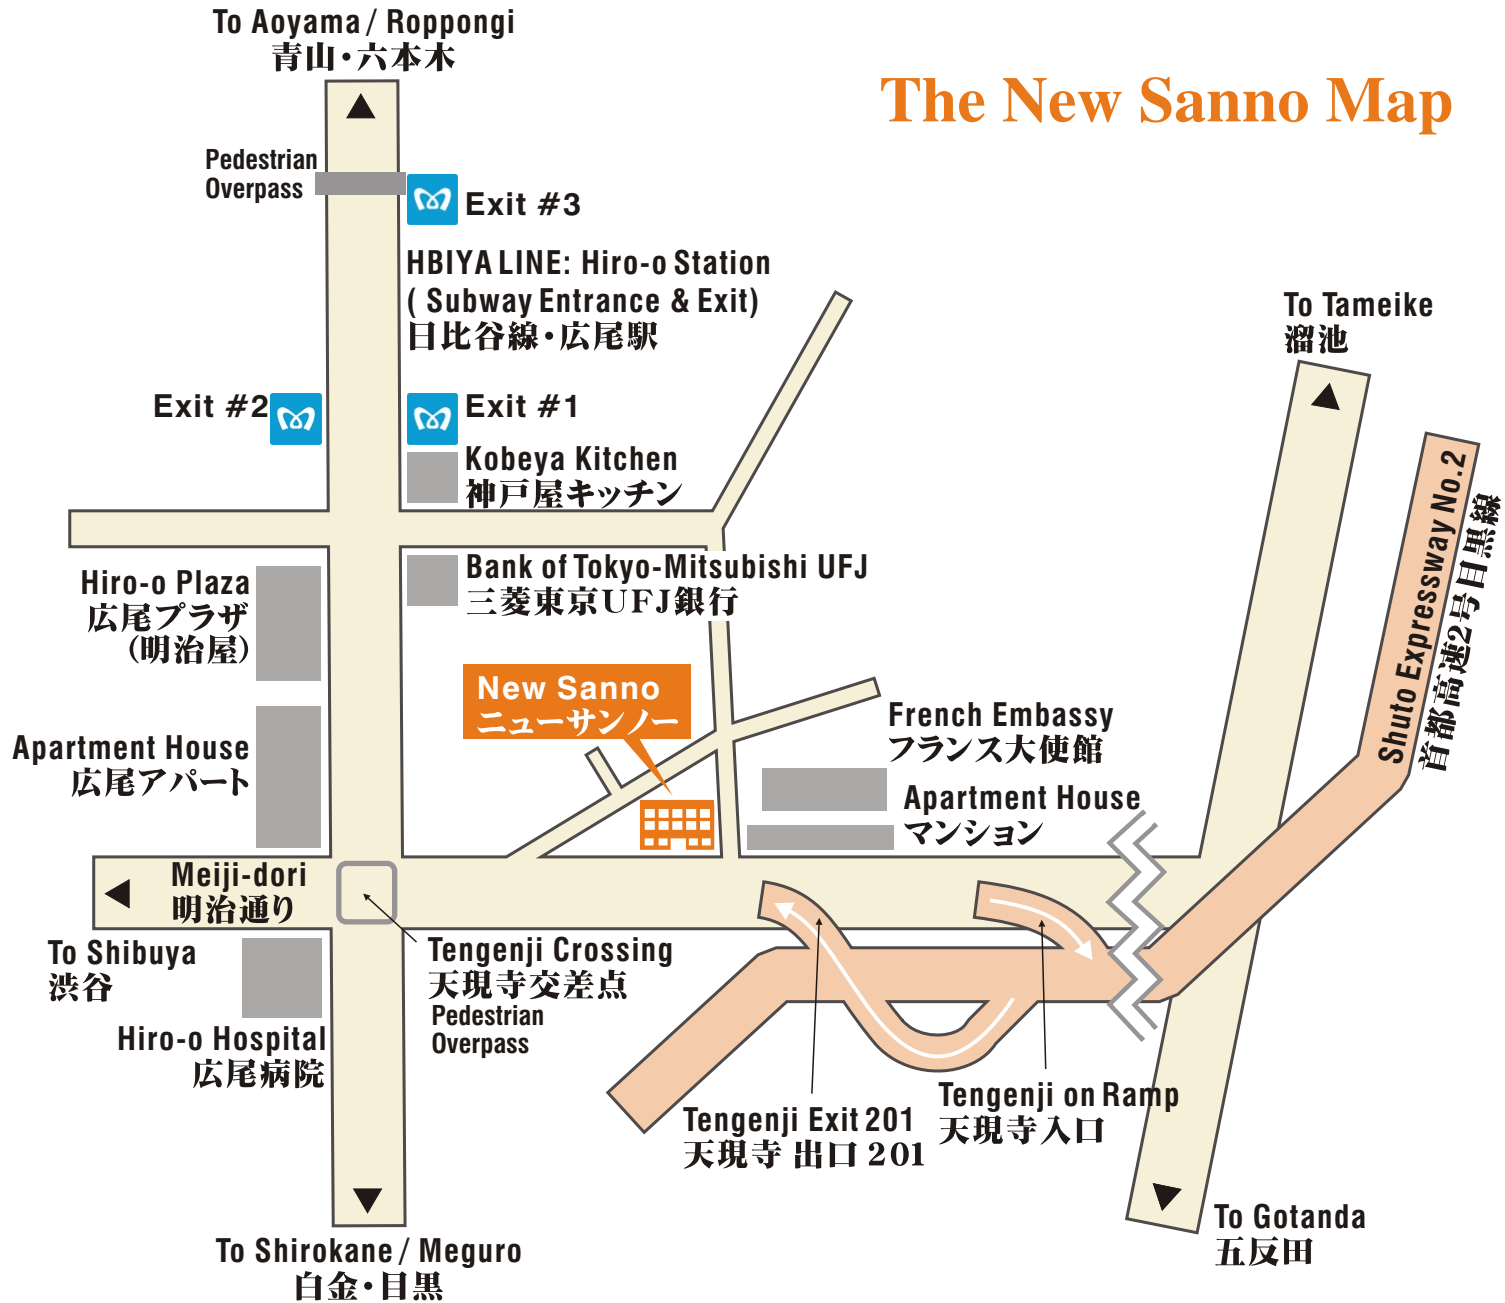 To Aoyama / Roppongi
青山・六本木
The New Sanno Map
Pedestrian
Overpass
Exit #3
HBIYA LINE: Hiro-o Station
( Subway Entrance & Exit)
日比谷線・広尾駅
To Tameike
溜池
Exit #2
Exit #1
Kobeya Kitchen
神戸屋キッチン
Shuto Expressway No.2
首都高速2号目黒線
Bank of Tokyo-Mitsubishi UFJ
三菱東京UFJ銀行
Hiro-o Plaza
広尾プラザ
(明治屋)
New Sanno
ニューサンノー
French Embassy
フランス大使館
Apartment House
広尾アパート
Apartment House
マンション
Meiji-dori
明治通り
To Shibuya
渋谷
Tengenji Crossing
天現寺交差点
Pedestrian
Overpass
Hiro-o Hospital
広尾病院
Tengenji Exit 201
天現寺 出口 201
Tengenji on Ramp
天現寺入口
To Gotanda
五反田
To Shirokane / Meguro
白金・目黒